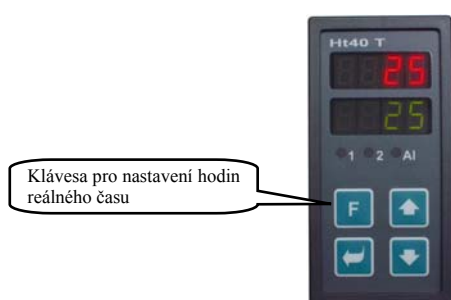 Ht40 T
25
25
1 2 Al
Klávesa pro nastavení hodin
reálného času
F